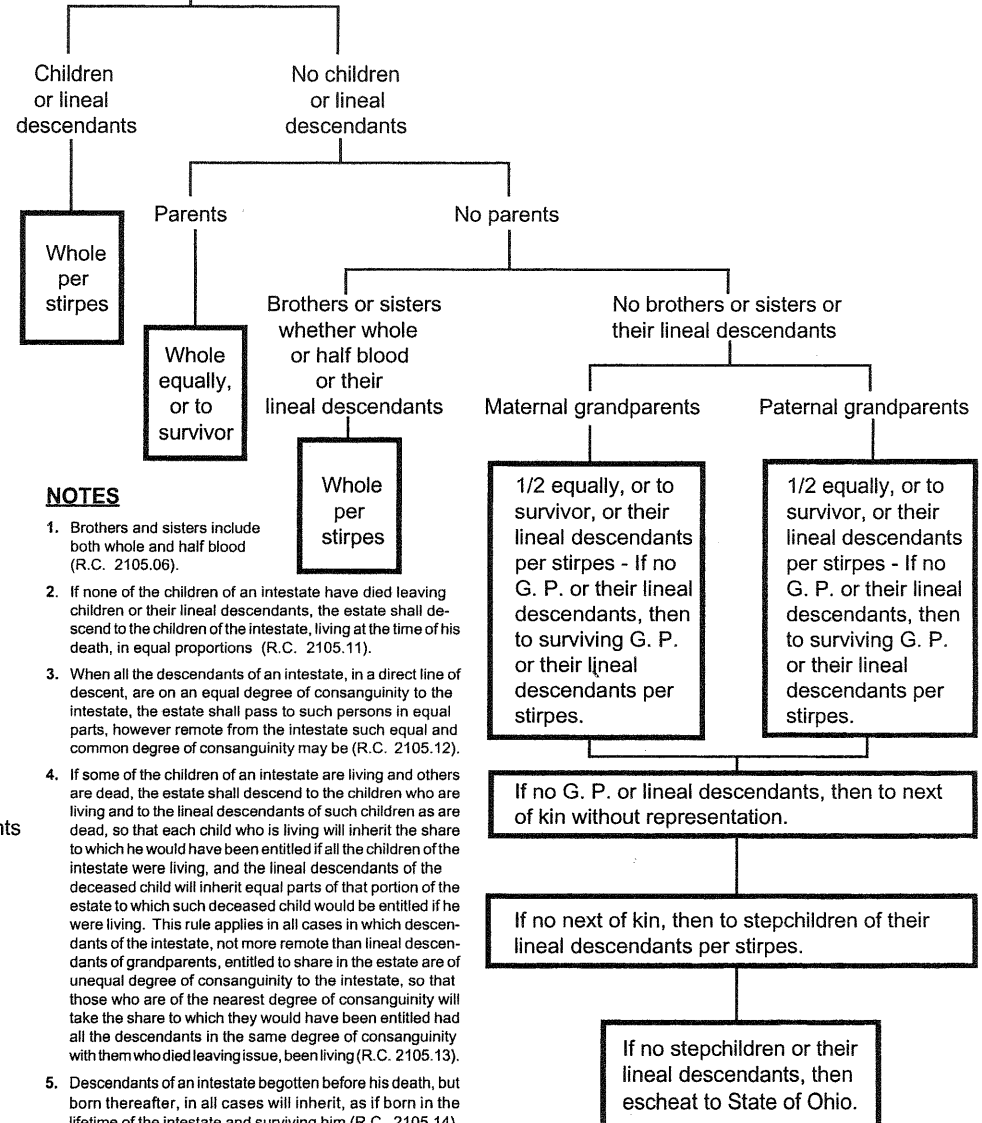 Children
or lineal
descendants
No children
or lineal
descendants
Whole
per
stirpes
Parents
No parents
Whole
equally,
or to
survivor
Brothers or sisters
whether whole
or half blood
or their
lineal descendants
No brothers or sisters or
their lineal descendants
Whole
per
stirpes
Maternal grandparents
Paternal grandparents
1/2 equally, or to
survivor, or their
lineal descendants
per stirpes - If no
G. P. or their lineal
descendants, then
to surviving G. P.
or their lineal
descendants per
stirpes.
1/2 equally, or to
survivor, or their
lineal descendants
per stirpes - If no
G. P. or their lineal
descendants, then
to surviving G. P.
or their lineal
descendants per
stirpes.
If no G. P. or lineal descendants, then to next
of kin without representation.
If no next of kin, then to stepchildren of their
lineal descendants per stirpes.
If no stepchildren or their
lineal descendants, then
escheat to State of Ohio.
NOTES
1. Brothers and sisters include
both whole and half blood
(R.C. 2105.06).
2. If none of the children of an intestate have died leaving
children or their lineal descendants, the estate shall de-
scend to the children of the intestate, living at the time of his
death, in equal proportions (R.C. 2105.11).
3. When all the descendants of an intestate, in a direct line of
descent, are on an equal degree of consanguinity to the
intestate, the estate shall pass to such persons in equal
parts, however remote from the intestate such equal and
common degree of consanguinity may be (R.C. 2105.12).
4. If some of the children of an intestate are living and others
are dead, the estate shall descend to the children who are
living and to the lineal descendants of such children as are
dead, so that each child who is living will inherit the share
to which he would have been entitled if all the children of the
intestate were living, and the lineal descendants of the
deceased child will inherit equal parts of that portion of the
estate to which such deceased child would be entitled if he
were living. This rule applies in all cases in which descen-
dants of the intestate, not more remote than lineal descen-
dants of grandparents, entitled to share in the estate are of
unequal degree of consanguinity to the intestate, so that
those who are of the nearest degree of consanguinity will
take the share to which they would have been entitled had
all the descendants in the same degree of consanguinity
with them who died leaving issue, been living (R.C. 2105.13).
5. Descendants of an intestate begotten before his death, but
born thereafter, in all cases will inherit, as if born in the
lifetime of the intestate and surviving him (R.C. 2105.14).
nts